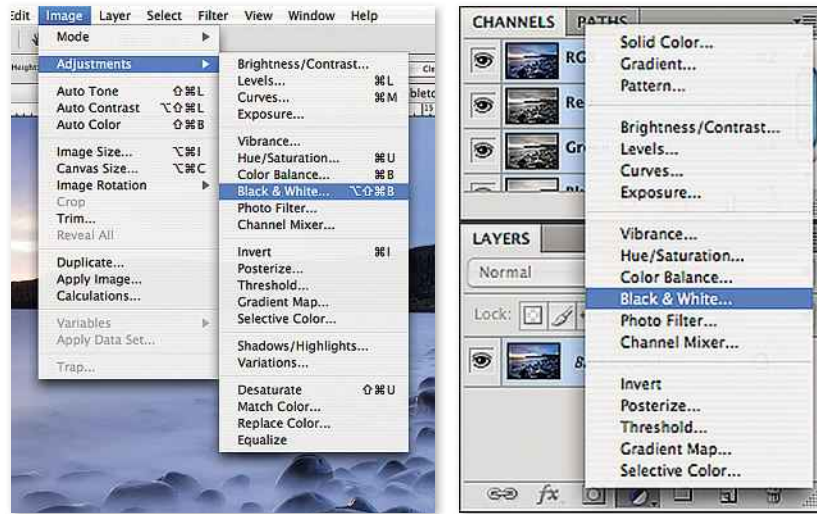 Edit Image Layer Select Filter View Window Help
Mode
Adjustments
Auto Tone ⇧⌘L
Auto Contrast ⌥⇧⌘L
Auto Color ⇧⌘B
Image Size... ⌥⌘I
Canvas Size... ⌥⌘C
Image Rotation
Crop
Trim...
Reveal All
Duplicate...
Apply Image...
Calculations...
Variables
Apply Data Set...
Trap...
Brightness/Contrast...
Levels... ⌘L
Curves... ⌘M
Exposure...
Vibrance...
Hue/Saturation... ⌘U
Color Balance... ⌘B
Black & White... ⌥⇧⌘B
Photo Filter...
Channel Mixer...
Invert ⌘I
Posterize...
Threshold...
Gradient Map...
Selective Color...
Shadows/Highlights...
Variations...
Desaturate ⇧⌘U
Match Color...
Replace Color...
Equalize
CHANNELS PATHS
RG
Re
Gr
LAYERS
Normal
Lock:
fx
Solid Color...
Gradient...
Pattern...
Brightness/Contrast...
Levels...
Curves...
Exposure...
Vibrance...
Hue/Saturation...
Color Balance...
Black & White...
Photo Filter...
Channel Mixer...
Invert
Posterize...
Threshold...
Gradient Map...
Selective Color...